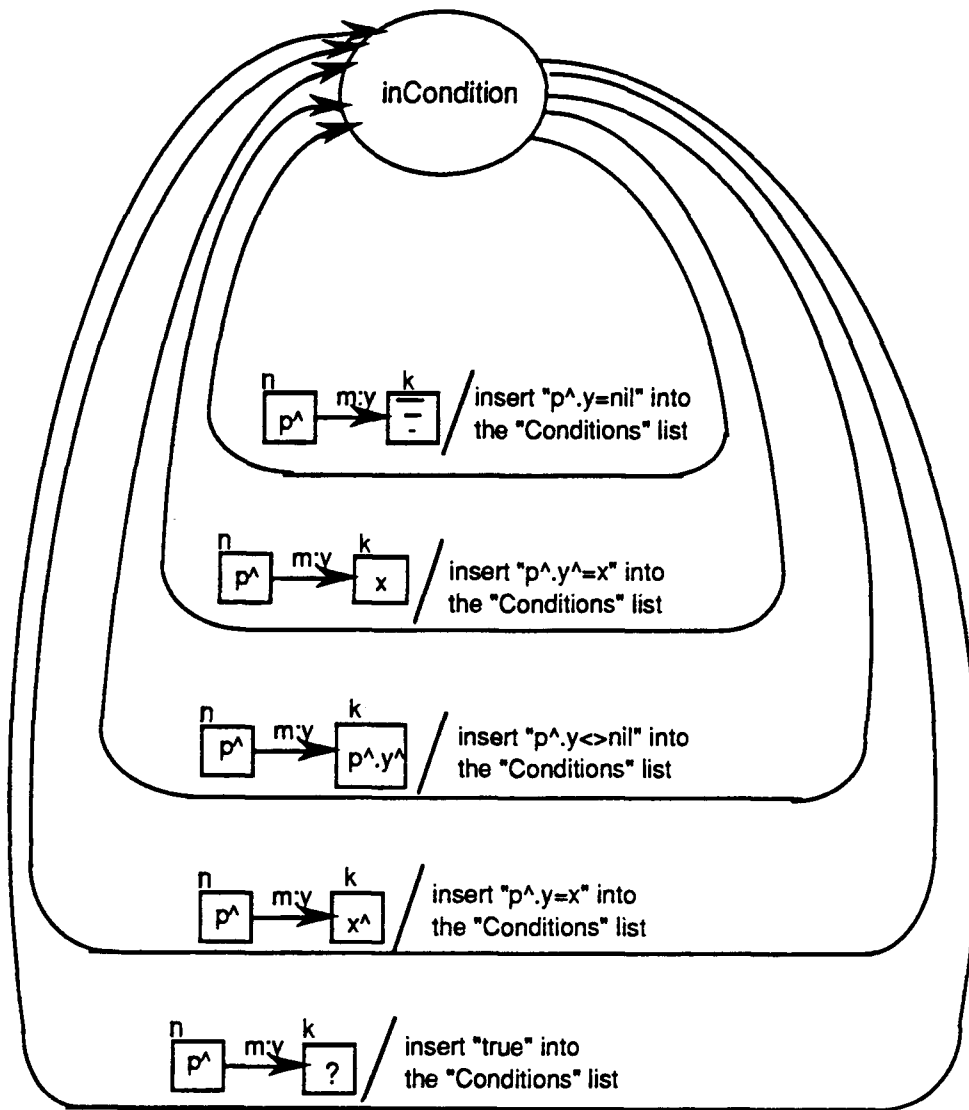 inCondition
n k
p^ m:y
insert "p^.y=nil" into
the "Conditions" list
n k
p^ m:y x
insert "p^.y^=x" into
the "Conditions" list
n k
p^ m:y p^.y^
insert "p^.y<>nil" into
the "Conditions" list
n k
p^ m:y x^
insert "p^.y=x" into
the "Conditions" list
n k
p^ m:y ?
insert "true" into
the "Conditions" list